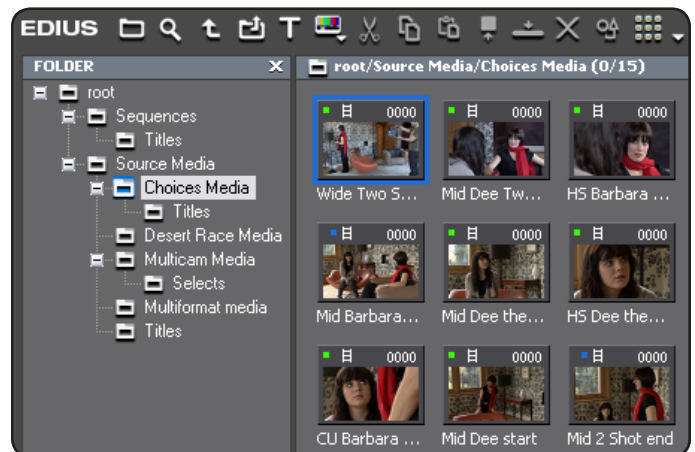 EDIUS
FOLDER X
root
Sequences
Titles
Source Media
Choices Media
Titles
Desert Race Media
Multicam Media
Selects
Multiformat media
Titles
root/Source Media/Choices Media (0/15)
0000 0000 0000
Wide Two S... Mid Dee Tw... HS Barbara ...
0000 0000 0000
Mid Barbara... Mid Dee the... HS Dee the...
0000 0000 0000
CU Barbara ... Mid Dee start Mid 2 Shot end